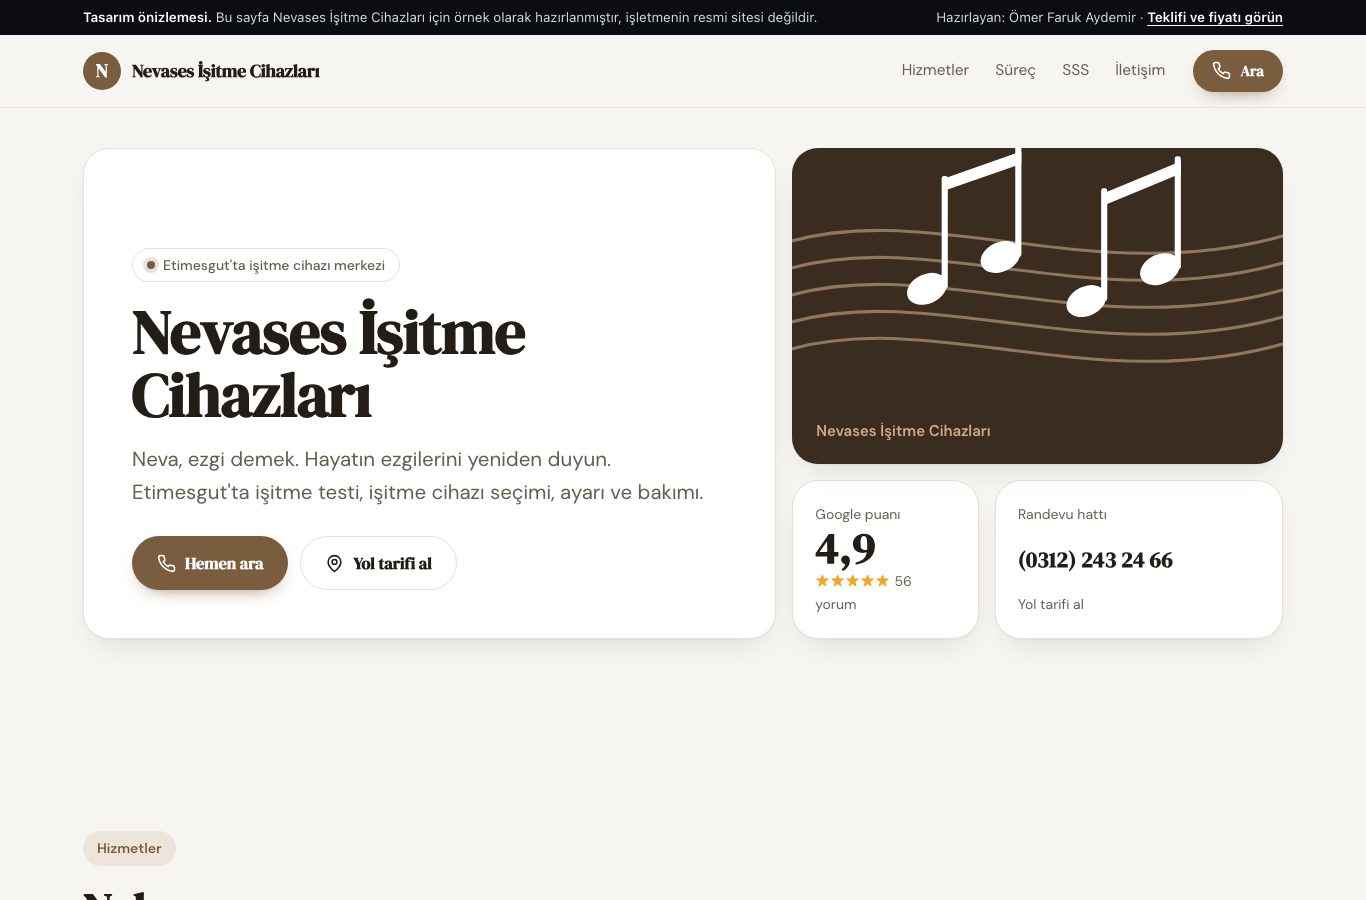 Tasarım önizlemesi. Bu sayfa Nevases İşitme Cihazları için örnek olarak hazırlanmıştır, işletmenin resmi sitesi değildir.
Hazırlayan: Ömer Faruk Aydemir · Teklifi ve fiyatı görün
N
Nevases İşitme Cihazları
Hizmetler
Süreç
SSS
İletişim
Ara
Etimesgut'ta işitme cihazı merkezi
Nevases İşitme
Cihazları
Neva, ezgi demek. Hayatın ezgilerini yeniden duyun.
Etimesgut'ta işitme testi, işitme cihazı seçimi, ayarı ve bakımı.
Hemen ara
Yol tarifi al
Nevases İşitme Cihazları
Google puanı
4,9
56
yorum
Randevu hattı
(0312) 243 24 66
Yol tarifi al
Hizmetler